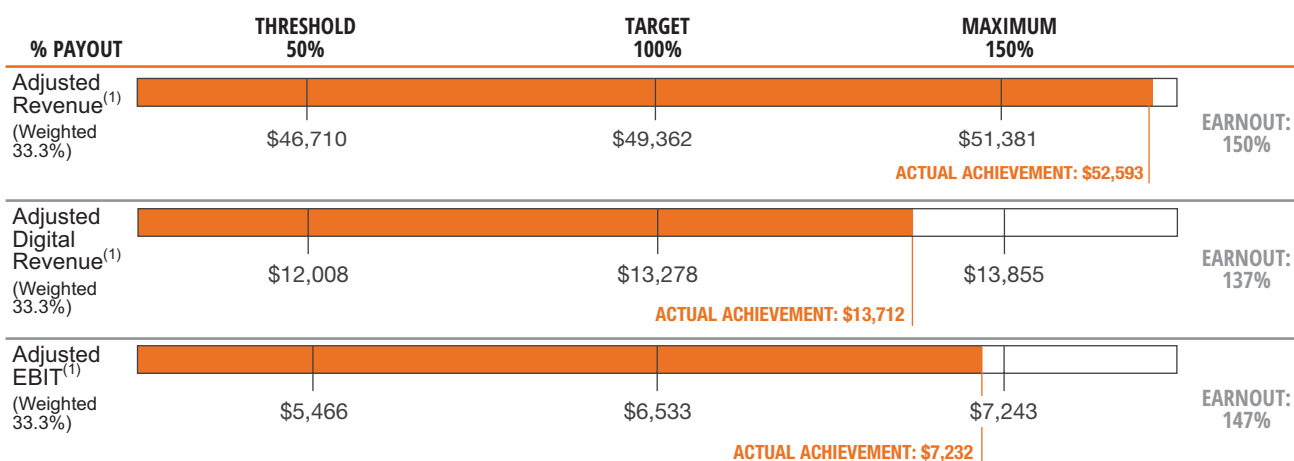 % PAYOUT
THRESHOLD
50%
TARGET
100%
MAXIMUM
150%
Adjusted
Revenue(1)
(Weighted
33.3%)
$46,710
$49,362
$51,381
ACTUAL ACHIEVEMENT: $52,593
EARNOUT:
150%
Adjusted
Digital
Revenue(1)
(Weighted
33.3%)
$12,008
$13,278
$13,855
ACTUAL ACHIEVEMENT: $13,712
EARNOUT:
137%
Adjusted
EBIT(1)
(Weighted
33.3%)
$5,466
$6,533
$7,243
ACTUAL ACHIEVEMENT: $7,232
EARNOUT:
147%